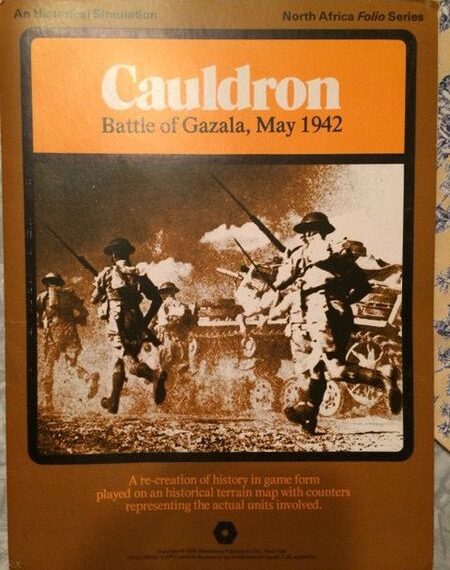 An Historical Simulation
North Africa Folio Series
Cauldron
Battle of Gazala, May 1942
A re-creation of history in game form
played on an historical terrain map with counters
representing the actual units involved.